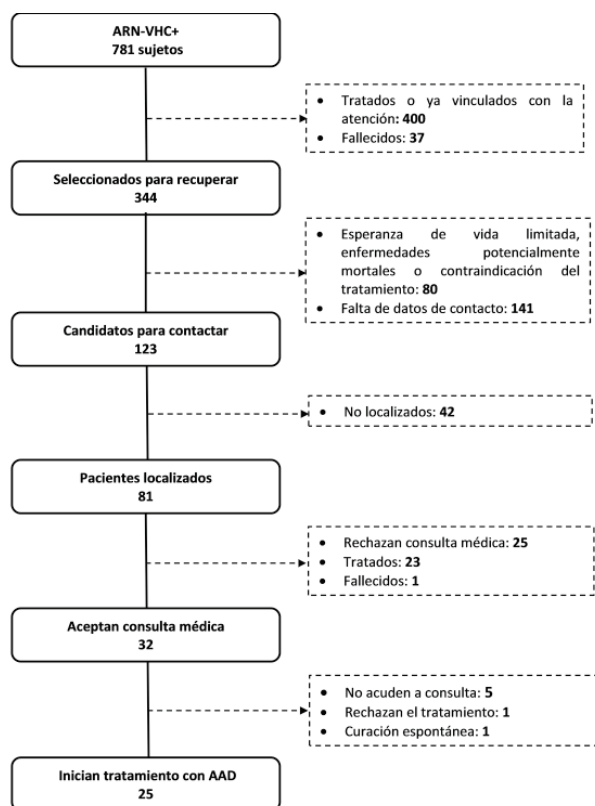 ARN-VHC+
781 sujetos
• Tratados o ya vinculados con la
atención: 400
• Fallecidos: 37
Seleccionados para recuperar
344
• Esperanza de vida limitada,
enfermedades potencialmente
mortales o contraindicación del
tratamiento: 80
• Falta de datos de contacto: 141
Candidatos para contactar
123
• No localizados: 42
Pacientes localizados
81
• Rechazan consulta médica: 25
• Tratados: 23
• Fallecidos: 1
Aceptan consulta médica
32
• No acuden a consulta: 5
• Rechazan el tratamiento: 1
• Curación espontánea: 1
Inician tratamiento con AAD
25